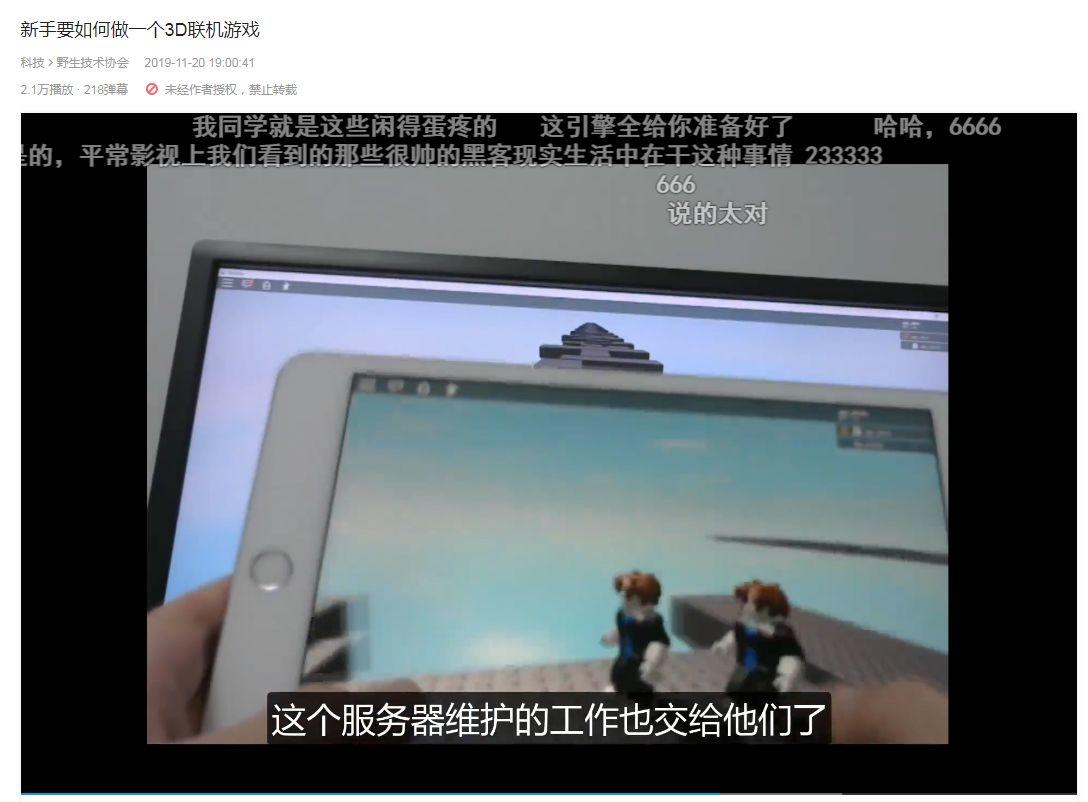 新手要如何做一个3D联机游戏
科技 > 野生技术协会 2019-11-20 19:00:41
2.1万播放 · 218弹幕 未经作者授权，禁止转载
我同学就是这些闲得蛋疼的 这引擎全给你准备好了 哈哈，6666
的，平常影视上我们看到的那些很帅的黑客现实生活中在干这种事情 233333
666
说的太对
这个服务器维护的工作也交给他们了